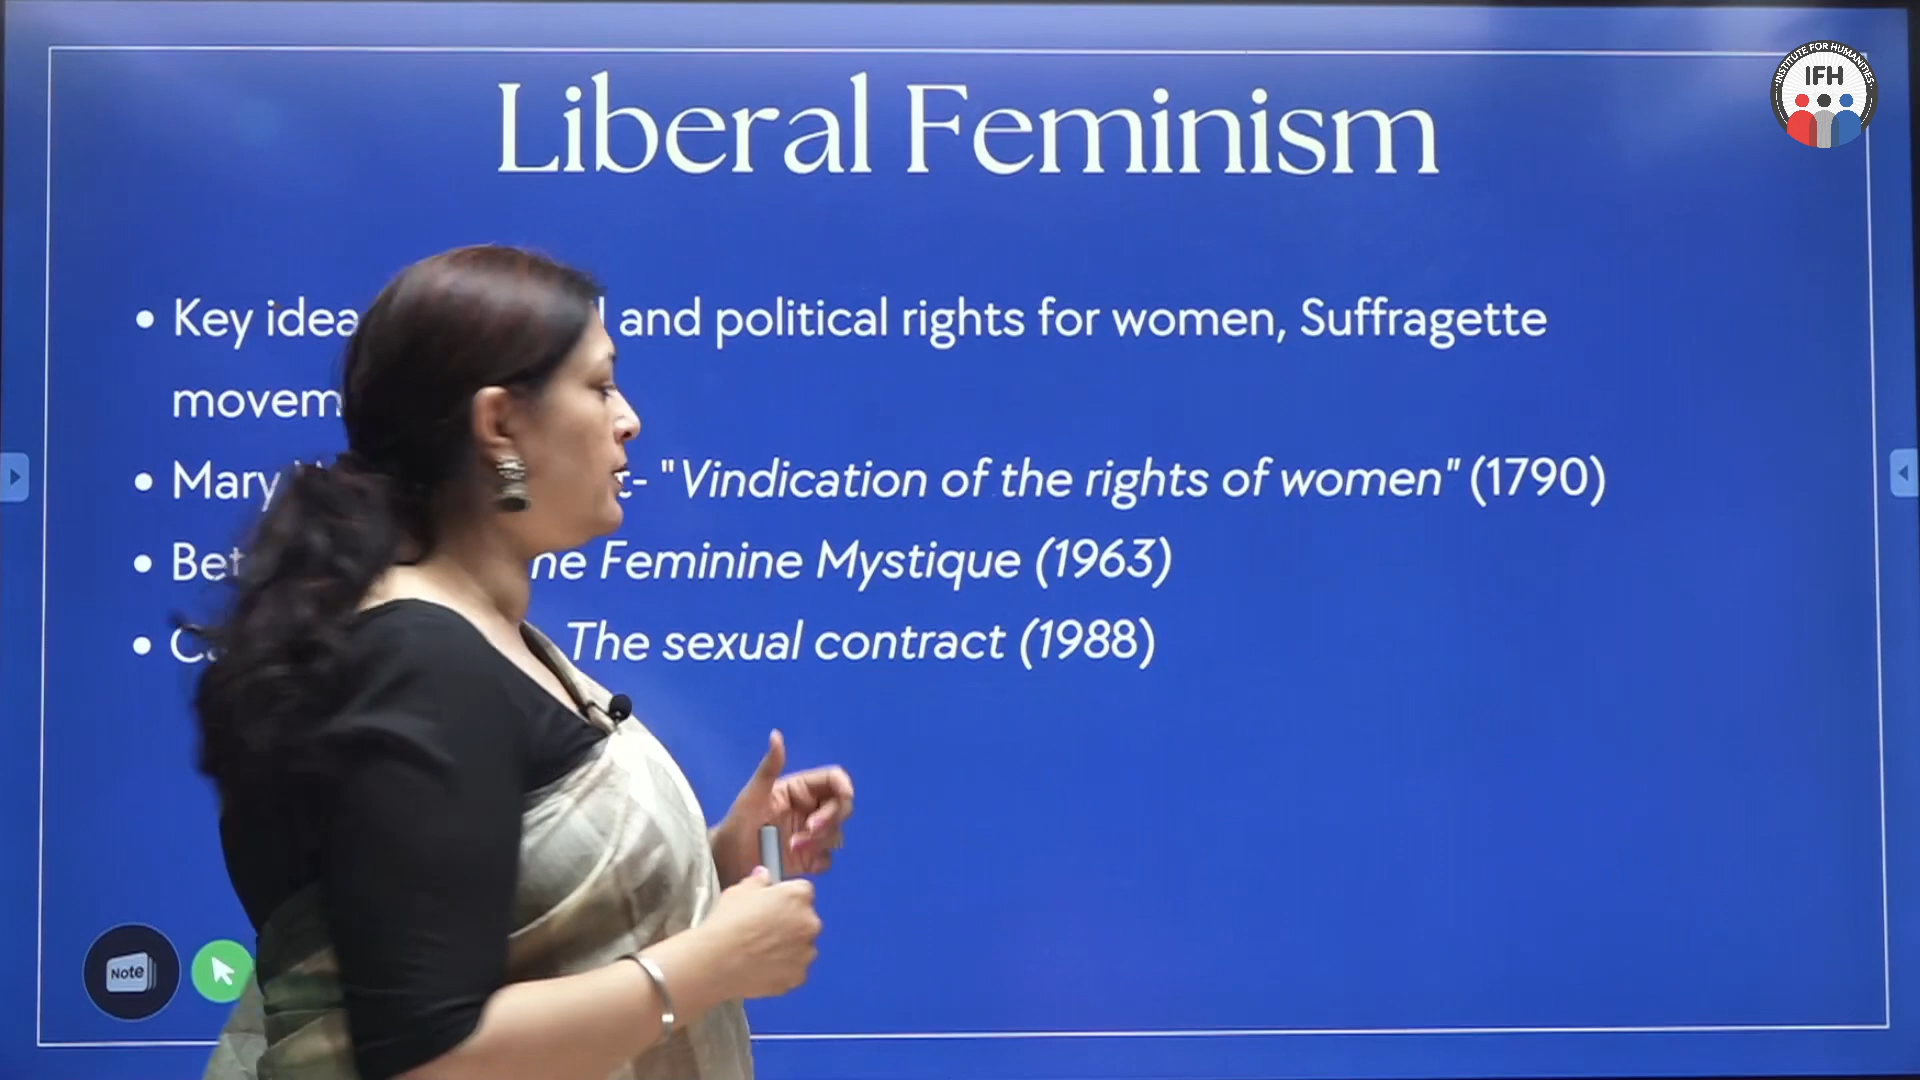 INSTITUTE FOR HUMANITIES
IFH
Liberal Feminism
• Key idea and political rights for women, Suffragette
movem
• Mary t- "Vindication of the rights of women" (1790)
• Bet he Feminine Mystique (1963)
• The sexual contract (1988)
Note